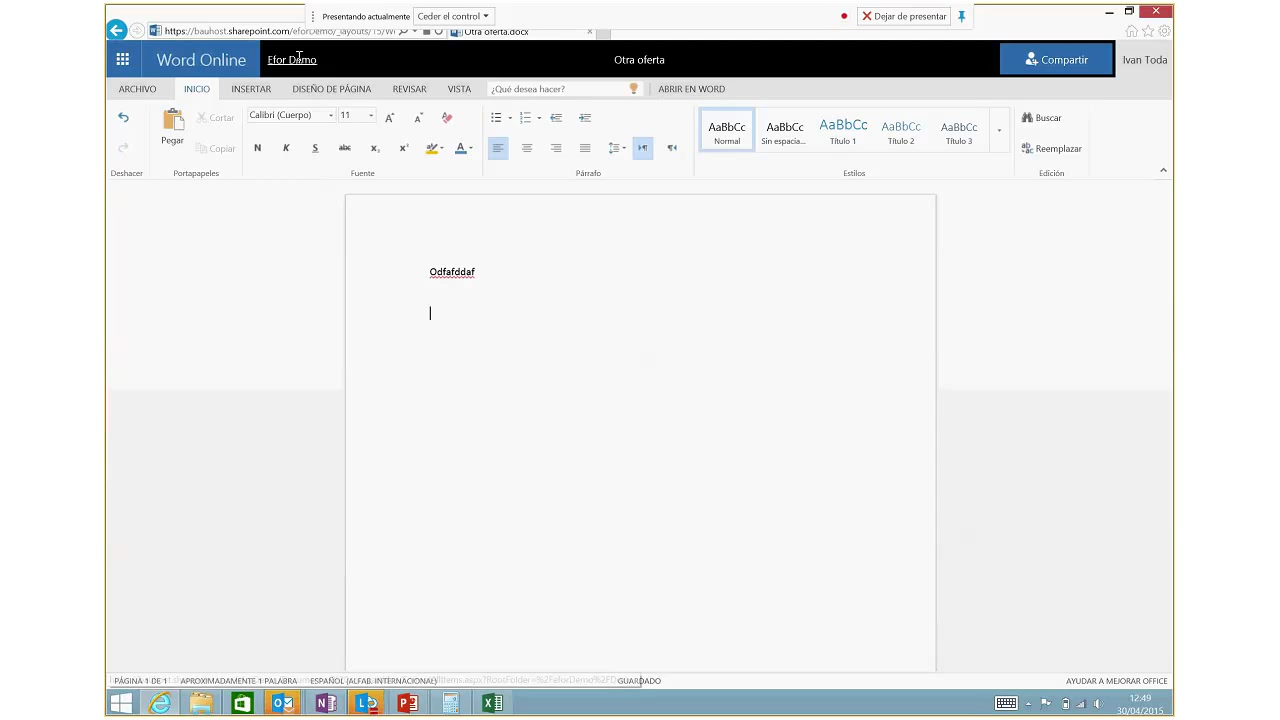 Presentando actualmente Ceder el control Dejar de presentar
https://bauhost.sharepoint.com/eforDemo/_layouts/15/W Otra oferta.docx
Word Online Efor Demo Otra oferta Compartir Ivan Toda
ARCHIVO INICIO INSERTAR DISEÑO DE PÁGINA REVISAR VISTA ¿Qué desea hacer? ABRIR EN WORD
Pegar Cortar Copiar
Calibri (Cuerpo) 11
N K S abc x₂ x² A
AaBbCc AaBbCc AaBbCc AaBbCc AaBbCc
Normal Sin espacia... Título 1 Título 2 Título 3
Buscar
Reemplazar
Deshacer Portapapeles Fuente Párrafo Estilos Edición
Odfafddaf
PÁGINA 1 DE 1 APROXIMADAMENTE 1 PALABRA ESPAÑOL (ALFAB. INTERNACIONAL) GUARDADO AYUDAR A MEJORAR OFFICE
12:49
30/04/2015